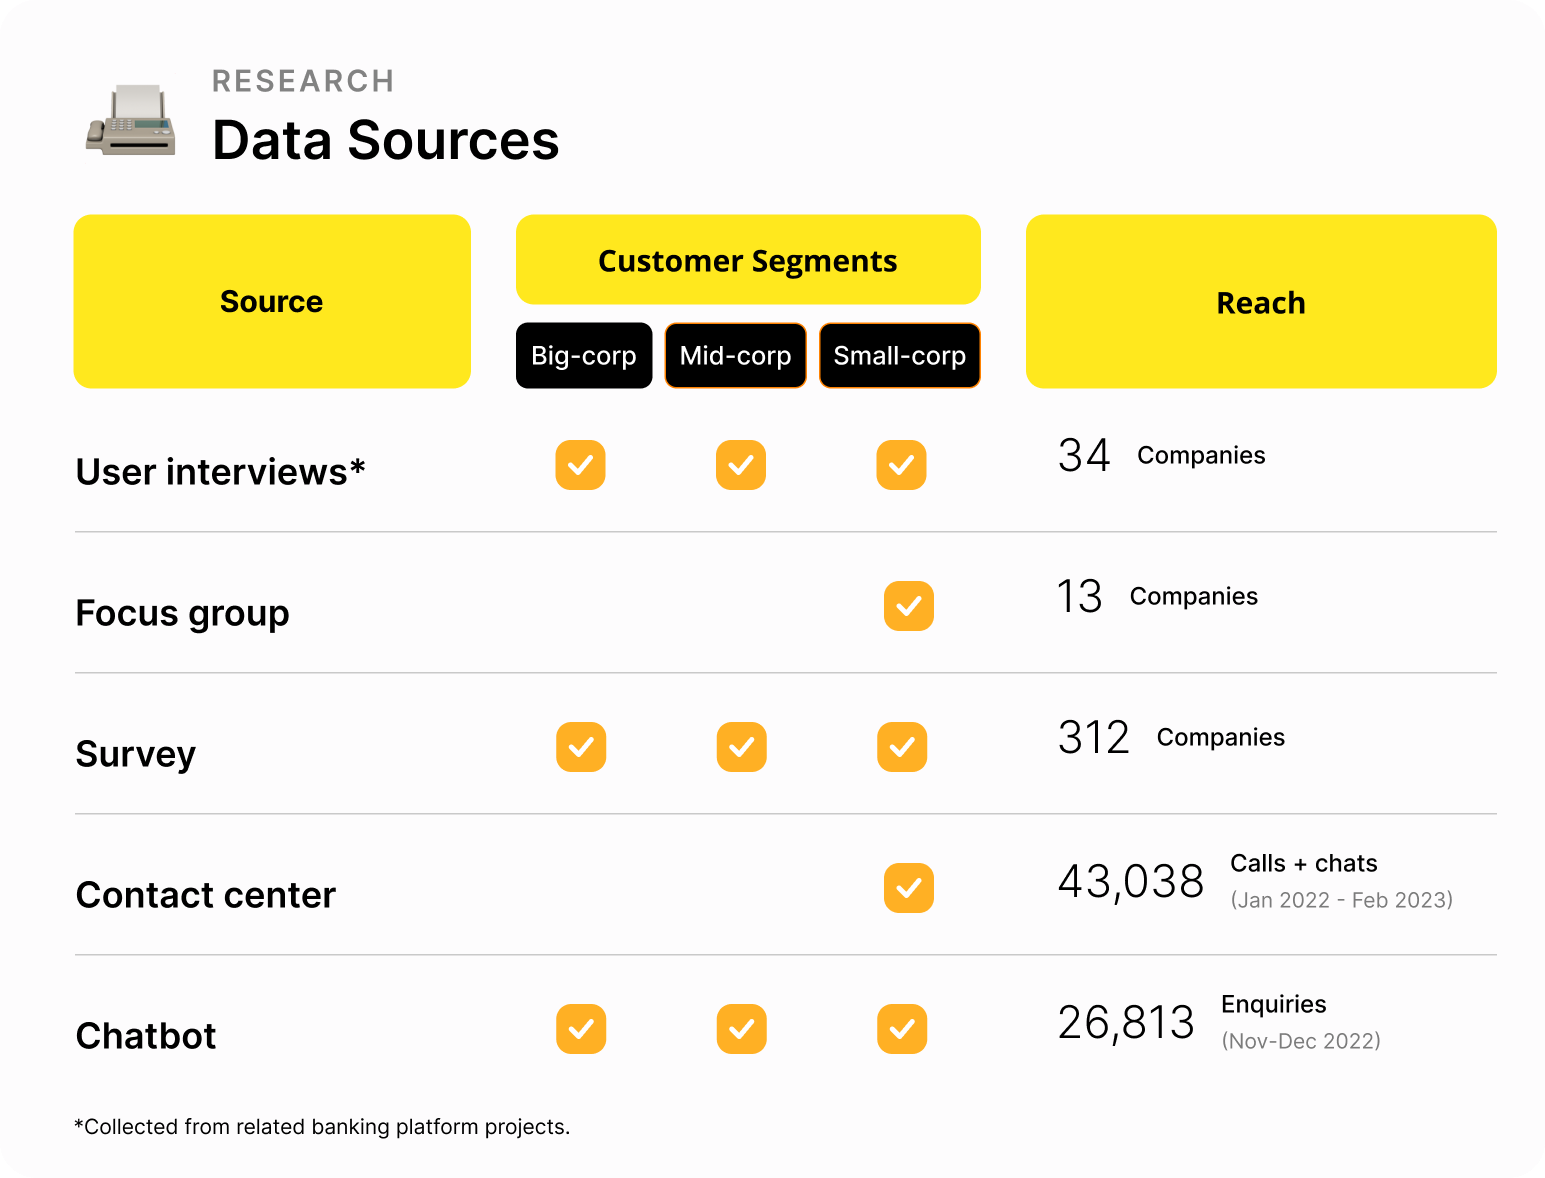 RESEARCH
Data Sources
Source
Customer Segments
Reach
Big-corp
Mid-corp
Small-corp
User interviews*
34 Companies
Focus group
13 Companies
Survey
312 Companies
Contact center
43,038 Calls + chats
(Jan 2022 - Feb 2023)
Chatbot
26,813 Enquiries
(Nov-Dec 2022)
*Collected from related banking platform projects.